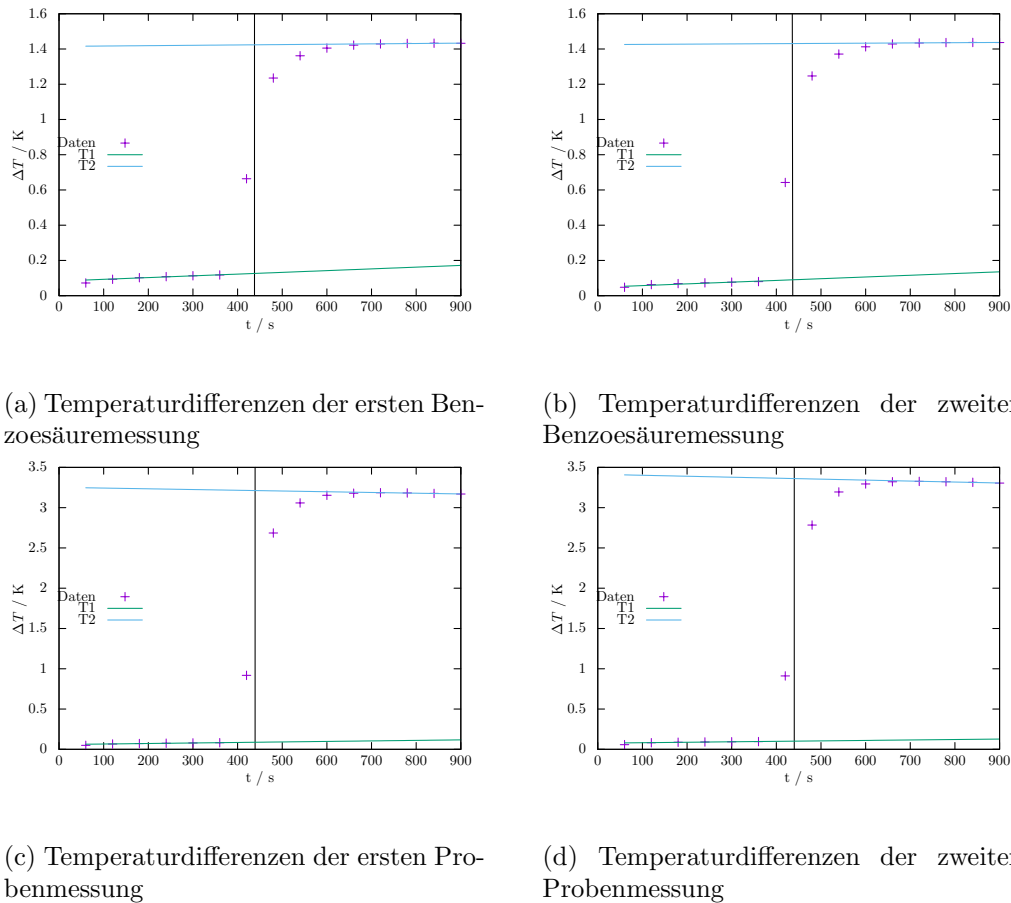 1.6
1.4
1.2
1
0.8
0.6
0.4
0.2
0
0 100 200 300 400 500 600 700 800 900
ΔT / K
t / s
Daten
T1
T2
1.6
1.4
1.2
1
0.8
0.6
0.4
0.2
0
0 100 200 300 400 500 600 700 800 900
ΔT / K
t / s
Daten
T1
T2
(a) Temperaturdifferenzen der ersten Ben-
zoesäuremessung
(b) Temperaturdifferenzen der zweiten
Benzoesäuremessung
3.5
3
2.5
2
1.5
1
0.5
0
0 100 200 300 400 500 600 700 800 900
ΔT / K
t / s
Daten
T1
T2
3.5
3
2.5
2
1.5
1
0.5
0
0 100 200 300 400 500 600 700 800 900
ΔT / K
t / s
Daten
T1
T2
(c) Temperaturdifferenzen der ersten Pro-
benmessung
(d) Temperaturdifferenzen der zweiten
Probenmessung